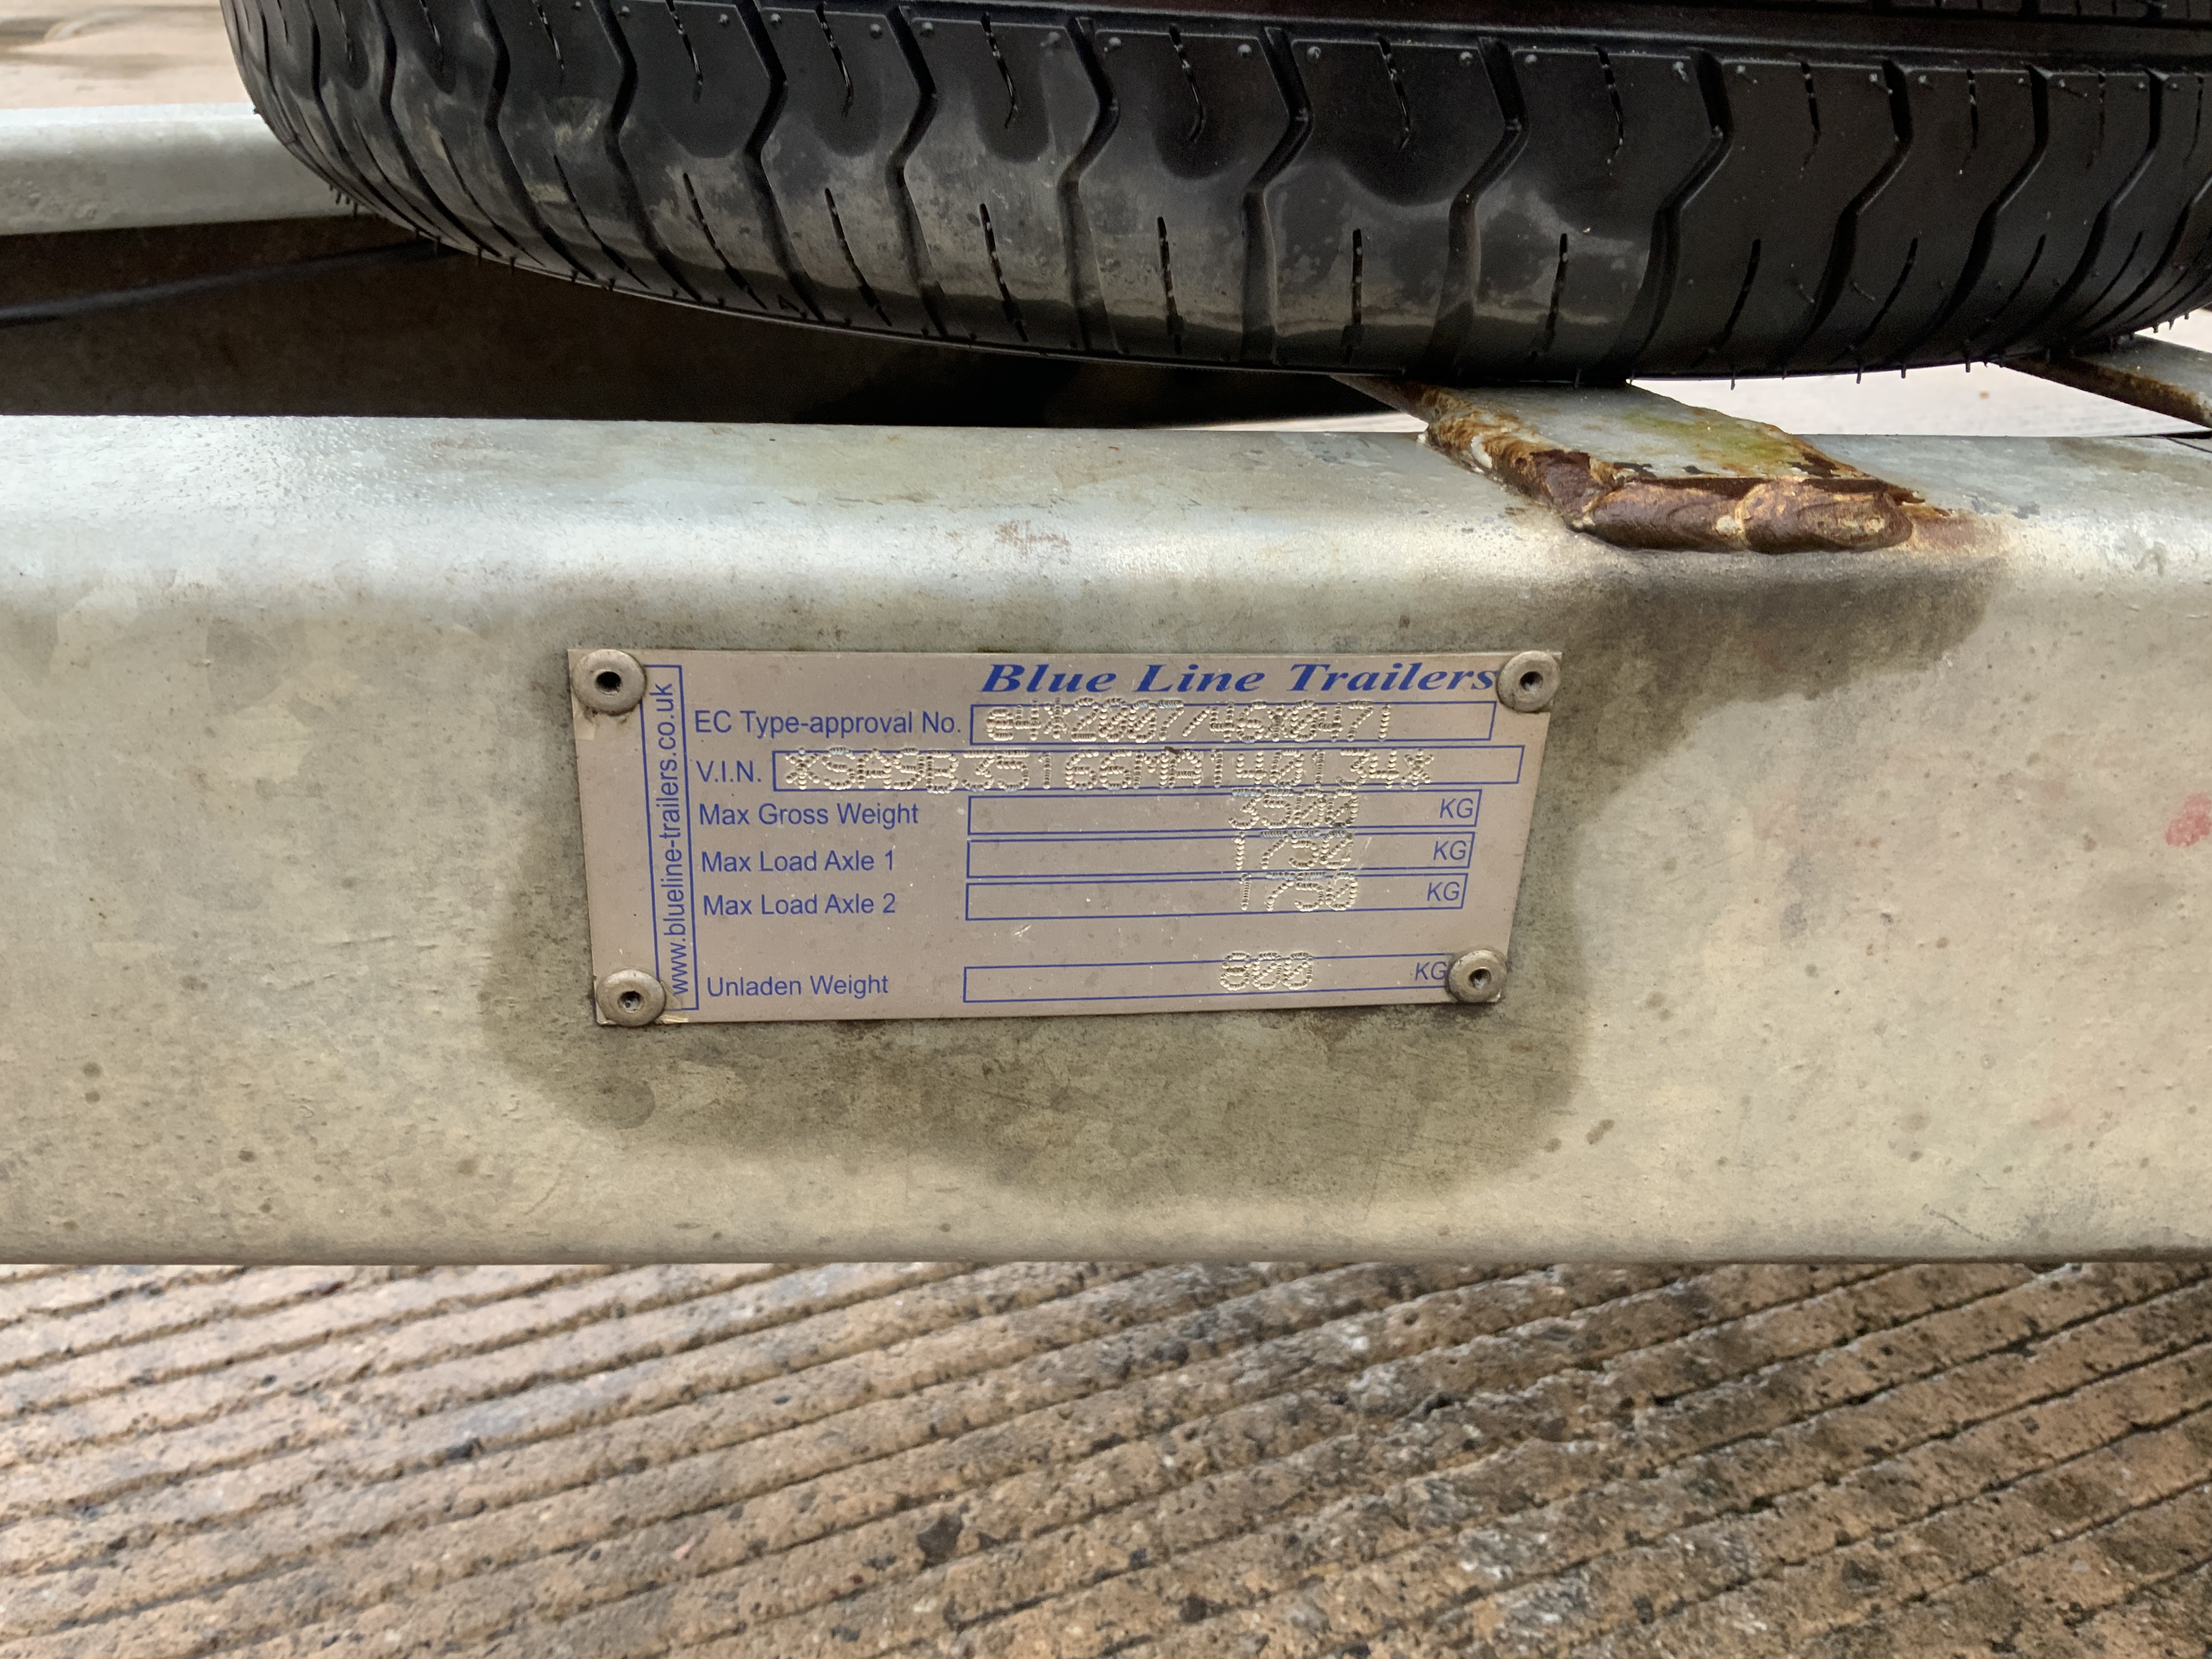 Blue Line Trailers
www.blueline-trailers.co.uk
EC Type-approval No. e4*2007/46*0471
V.I.N. *SA9B35166MA140134*
Max Gross Weight 3500 KG
Max Load Axle 1 1750 KG
Max Load Axle 2 1750 KG
Unladen Weight 800 KG